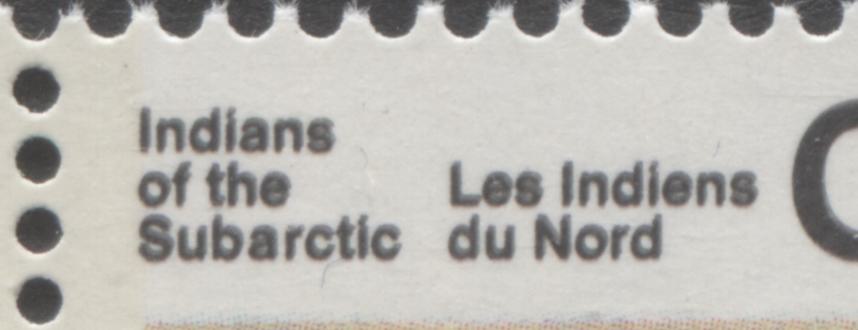 Indians
of the
Subarctic
Les Indiens
du Nord
C